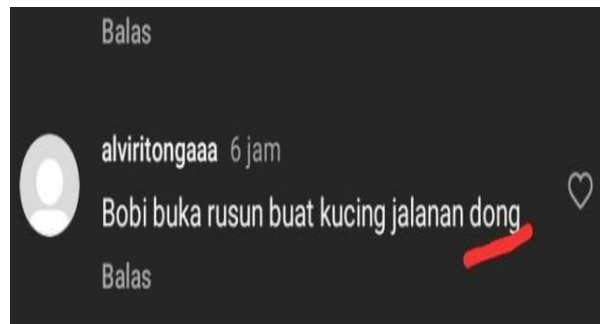 Balas
alviritongaaa 6 jam
Bobi buka rusun buat kucing jalanan dong
Balas